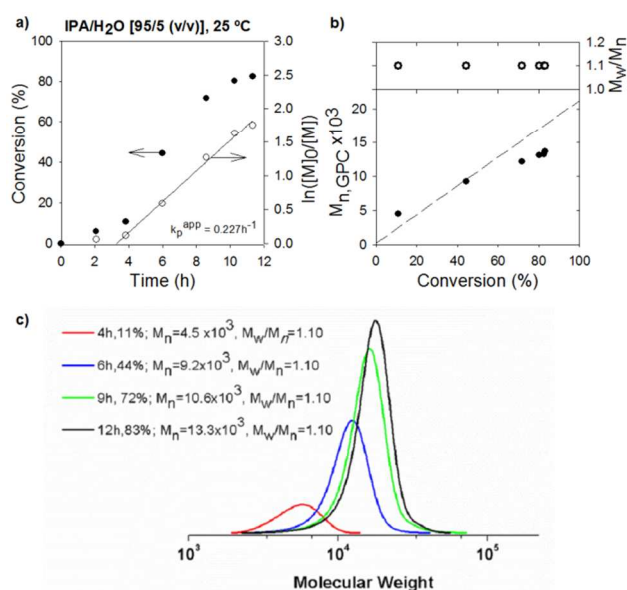 a)
IPA/H2O [95/5 (v/v)], 25 ºC
Conversion (%)
100
80
60
40
20
0
3.0
2.5
2.0
1.5
1.0
0.5
0.0
ln([M]0/[M])
kp^app = 0.227h-1
0 2 4 6 8 10 12
Time (h)
b)
1.2
1.1
1.0
Mw/Mn
Mn,GPC x10^3
20
15
10
5
0
0 20 40 60 80 100
Conversion (%)
c)
4h,11%; Mn=4.5 x10^3, Mw/Mn=1.10
6h,44%; Mn=9.2x10^3, Mw/Mn=1.10
9h, 72%; Mn=10.6x10^3, Mw/Mn=1.10
12h,83%; Mn=13.3x10^3, Mw/Mn=1.10
10^3 10^4 10^5
Molecular Weight